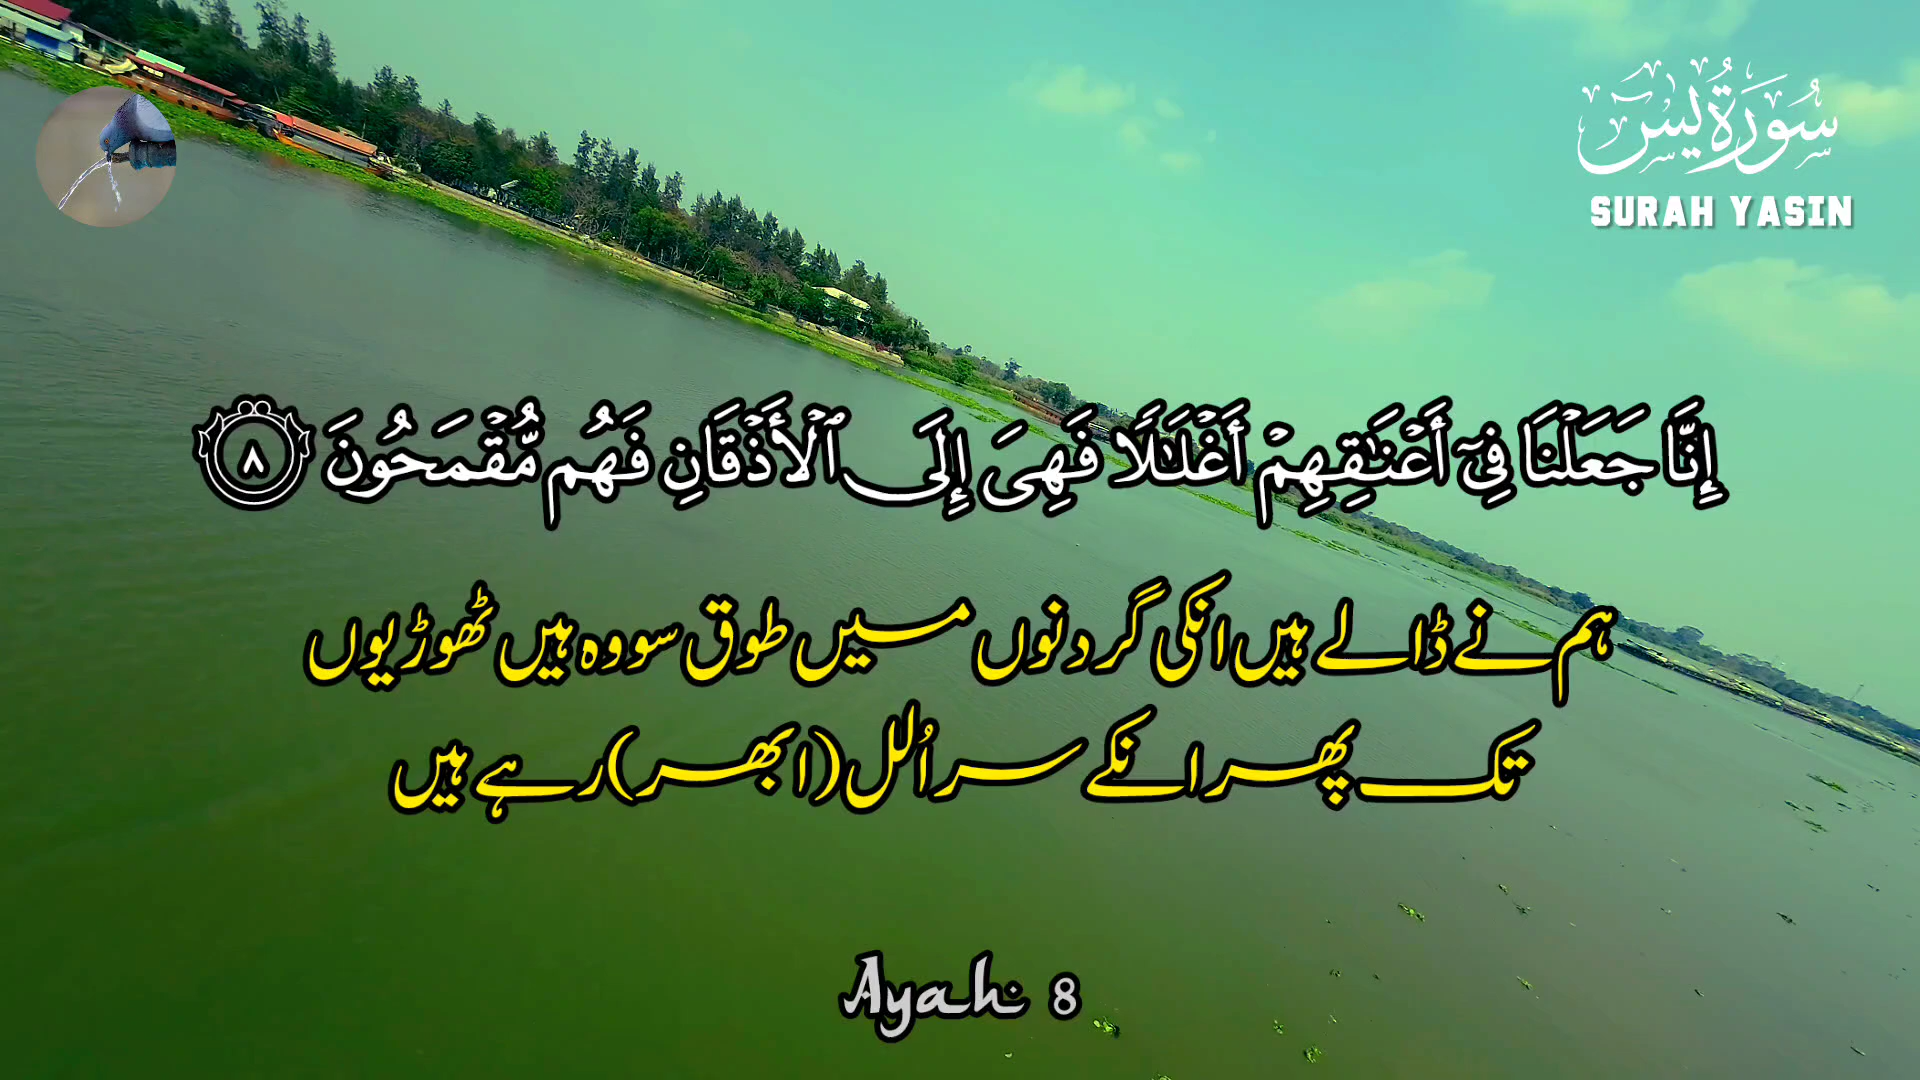 سُورَةُ يٰسٓ
SURAH YASIN
إِنَّا جَعَلْنَا فِىٓ أَعْنَٰقِهِمْ أَغْلَٰلًا فَهِىَ إِلَى ٱلْأَذْقَانِ فَهُم مُّقْمَحُونَ ٨
ہم نے ڈالے ہیں انکی گردنوں میں طوق سو وہ ہیں ٹھوڑیوں
تک پھر انکے سر اُلل (ابھر) رہے ہیں
Ayah 8